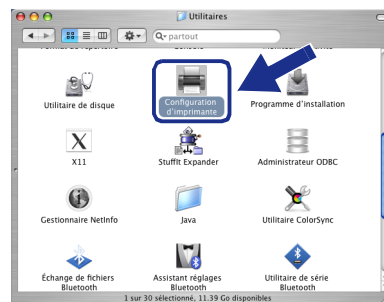 Utilitaires
partout
Utilitaire de disque
Configuration
d'imprimante
Programme d'installation
X11
StuffIt Expander
Administrateur ODBC
Gestionnaire NetInfo
Java
Utilitaire ColorSync
Échange de fichiers
Bluetooth
Assistant réglages
Bluetooth
Utilitaire de série
Bluetooth
1 sur 30 sélectionné, 11.39 Go disponibles